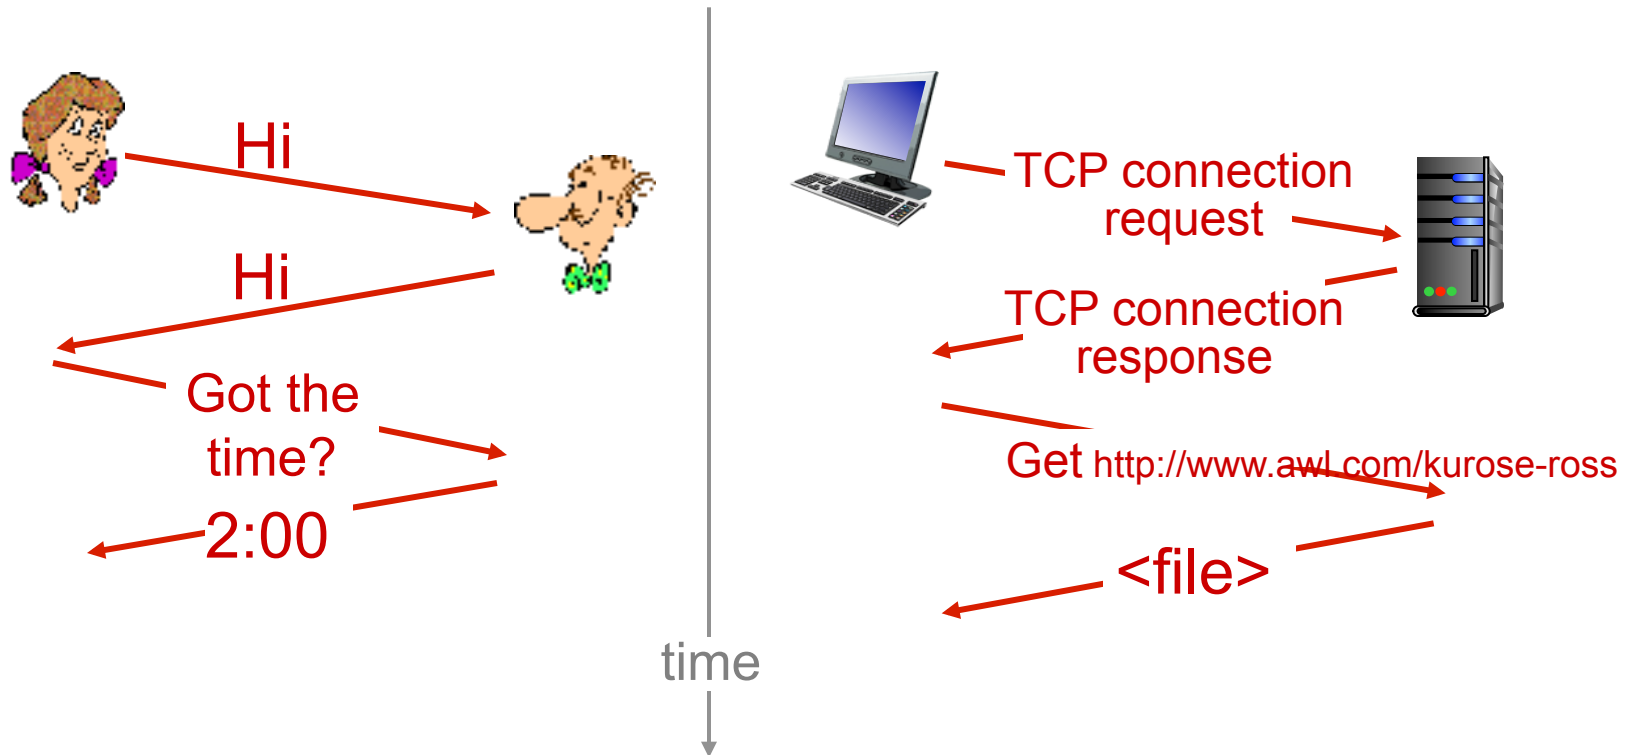 Hi
Hi
Got the
time?
2:00
time
TCP connection
request
TCP connection
response
Get http://www.awl.com/kurose-ross
<file>